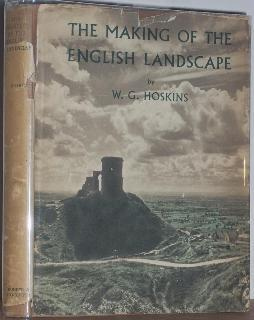 THE MAKING OF THE
ENGLISH LANDSCAPE
by
W. G. HOSKINS